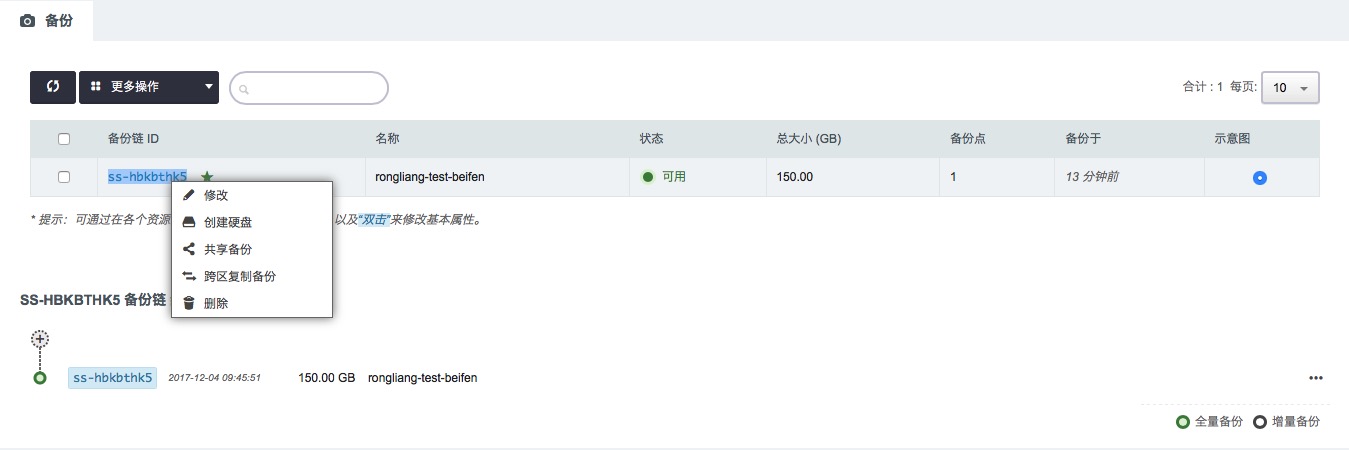 备份
更多操作
合计 : 1 每页: 10
备份链 ID 名称 状态 总大小 (GB) 备份点 备份于 示意图
ss-hbkbthk5 rongliang-test-beifen 可用 150.00 1 13 分钟前
修改
* 提示: 可通过在各个资源 以及“双击”来修改基本属性。
创建硬盘
共享备份
跨区复制备份
删除
SS-HBKBTHK5 备份链
ss-hbkbthk5 2017-12-04 09:45:51 150.00 GB rongliang-test-beifen
全量备份 增量备份